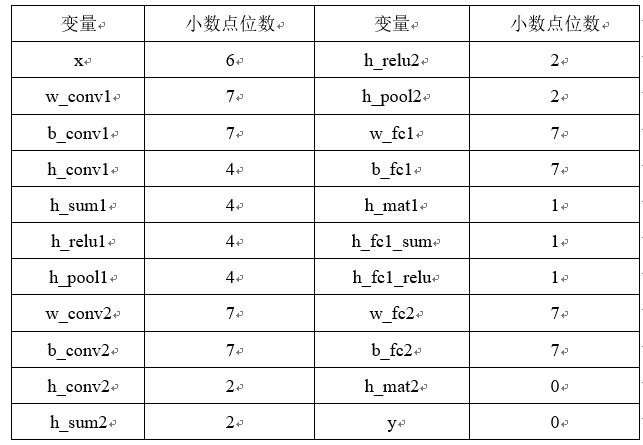 变量 小数点位数 变量 小数点位数
x 6 h_relu2 2
w_conv1 7 h_pool2 2
b_conv1 7 w_fc1 7
h_conv1 4 b_fc1 7
h_sum1 4 h_mat1 1
h_relu1 4 h_fc1_sum 1
h_pool1 4 h_fc1_relu 1
w_conv2 7 w_fc2 7
b_conv2 7 b_fc2 7
h_conv2 2 h_mat2 0
h_sum2 2 y 0